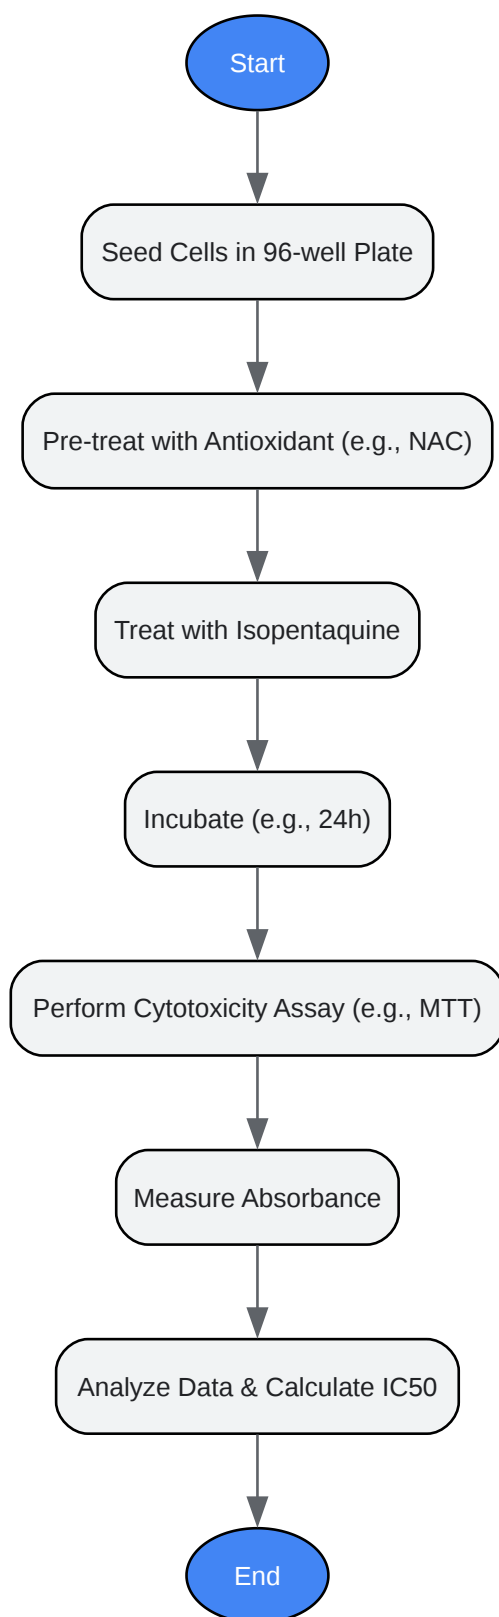 Start
Seed Cells in 96-well Plate
Pre-treat with Antioxidant (e.g., NAC)
Treat with Isopentaquine
Incubate (e.g., 24h)
Perform Cytotoxicity Assay (e.g., MTT)
Measure Absorbance
Analyze Data & Calculate IC50
End